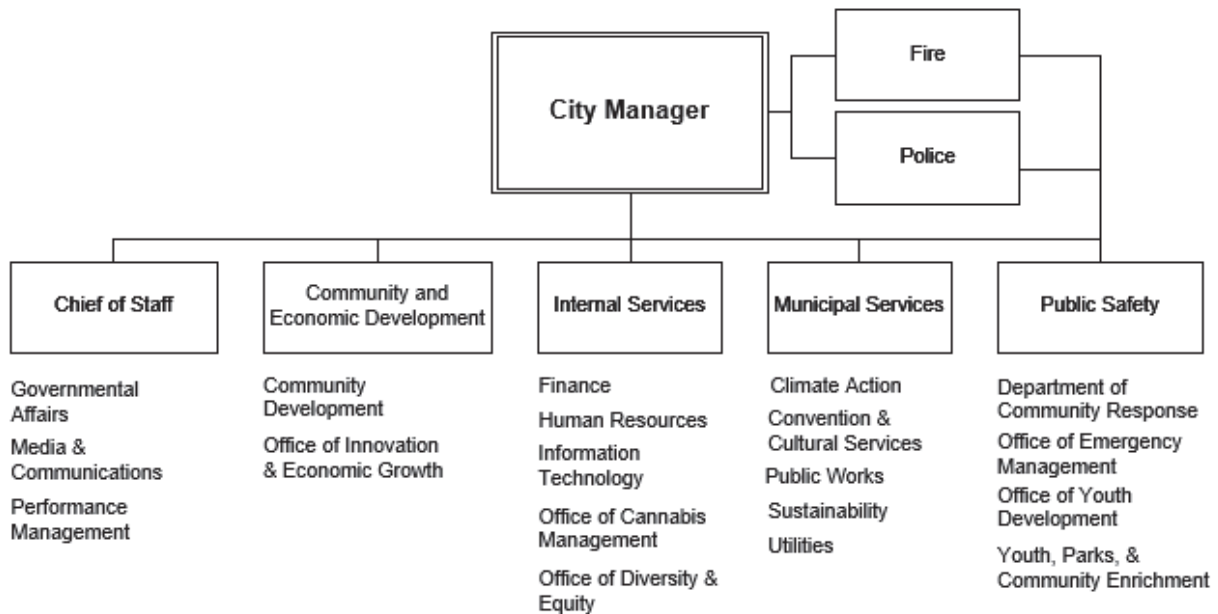 City Manager
Fire
Police
Chief of Staff
Community and
Economic Development
Internal Services
Municipal Services
Public Safety
Governmental
Affairs
Media &
Communications
Performance
Management
Community
Development
Office of Innovation
& Economic Growth
Finance
Human Resources
Information
Technology
Office of Cannabis
Management
Office of Diversity &
Equity
Climate Action
Convention &
Cultural Services
Public Works
Sustainability
Utilities
Department of
Community Response
Office of Emergency
Management
Office of Youth
Development
Youth, Parks, &
Community Enrichment